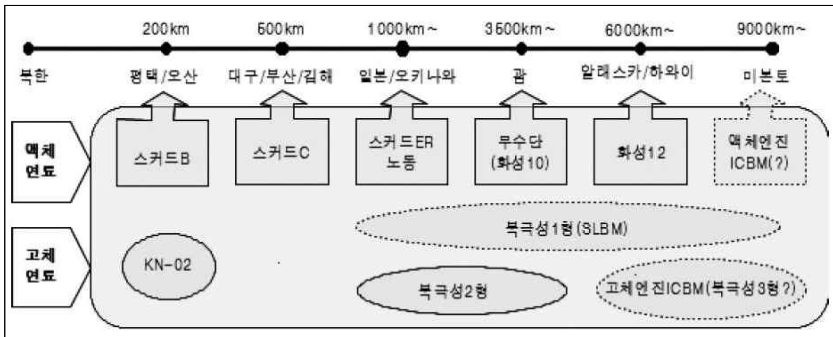 200km 500km 1000km~ 3500km~ 6000km~ 9000km~
북한 평택/오산 대구/부산/김해 일본/오키나와 괌 알래스카/하와이 미본토
액체
연료
스커드B
스커드C
스커드ER
노동
무수단
(화성10)
화성12
액체엔진
ICBM(?)
북극성1형(SLBM)
고체
연료
KN-02
북극성2형
고체엔진ICBM(북극성3형?)